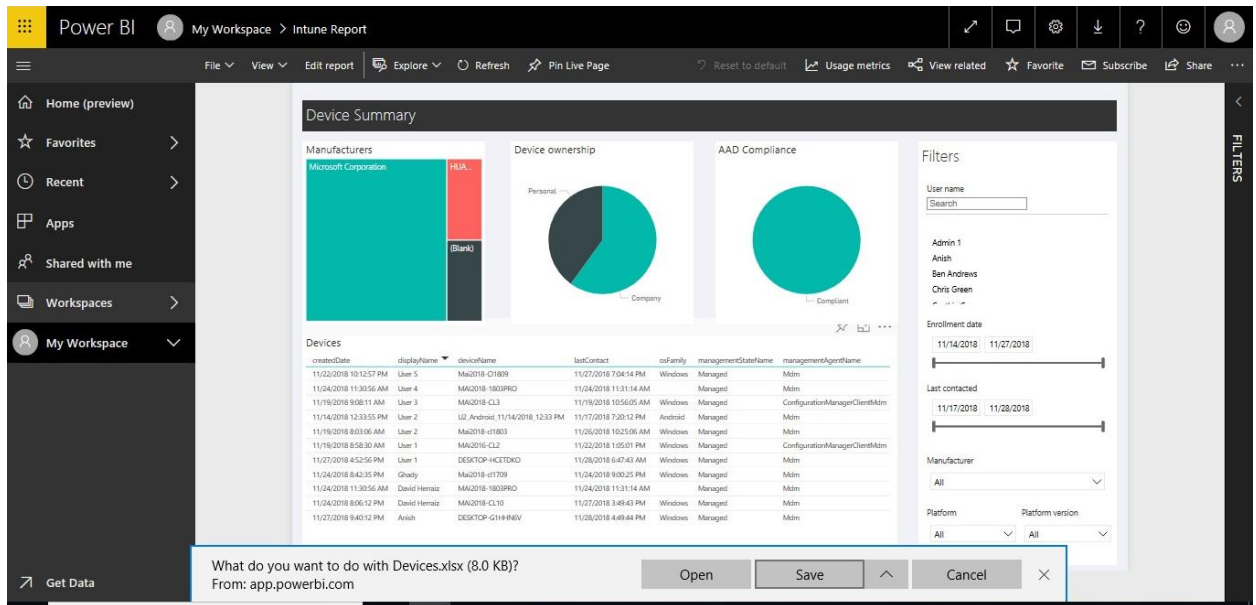 Power BI My Workspace > Intune Report
File View Edit report Explore Refresh Pin Live Page Reset to default Usage metrics View related Favorite Subscribe Share
Home (preview)
Favorites
Recent
Apps
Shared with me
Workspaces
My Workspace
Get Data
FILTERS
Device Summary
Manufacturers
Microsoft Corporation
HUA...
(Blank)
Device ownership
Personal
Company
AAD Compliance
Compliant
Devices
createdDate displayName deviceName lastContact osFamily managementStateName managementAgentName
11/22/2018 10:12:57 PM User 5 Mai2018-Cl1809 11/27/2018 7:04:14 PM Windows Managed Mdm
11/24/2018 11:30:56 AM User 4 MAI2018-1803PRO 11/24/2018 11:31:14 AM Managed Mdm
11/19/2018 9:08:11 AM User 3 MAI2018-CL3 11/19/2018 10:56:05 AM Windows Managed ConfigurationManagerClientMdm
11/14/2018 12:33:55 PM User 2 U2_Android_11/14/2018_12:33 PM 11/17/2018 7:20:12 PM Android Managed Mdm
11/19/2018 8:03:06 AM User 2 Mai2018-cl1803 11/26/2018 10:25:06 AM Windows Managed Mdm
11/19/2018 8:58:30 AM User 1 MAI2016-CL2 11/22/2018 1:05:01 PM Windows Managed ConfigurationManagerClientMdm
11/27/2018 4:52:56 PM User 1 DESKTOP-HCETDKO 11/28/2018 6:47:43 AM Windows Managed Mdm
11/24/2018 8:42:35 PM Ghady Mai2018-cl1709 11/24/2018 9:00:25 PM Windows Managed Mdm
11/24/2018 11:30:56 AM David Herraiz MAI2018-1803PRO 11/24/2018 11:31:14 AM Managed Mdm
11/24/2018 8:06:12 PM David Herraiz MAI2018-CL10 11/27/2018 3:49:43 PM Windows Managed Mdm
11/27/2018 9:40:12 PM Anish 11/28/2018 4:49:44 PM Windows Managed Mdm
Filters
User name
Search
Admin 1
Anish
Ben Andrews
Chris Green
Enrollment date
11/14/2018 11/27/2018
Last contacted
11/17/2018 11/28/2018
Manufacturer
All
Platform Platform version
All All
What do you want to do with Devices.xlsx (8.0 KB)?
From: app.powerbi.com
Open Save Cancel